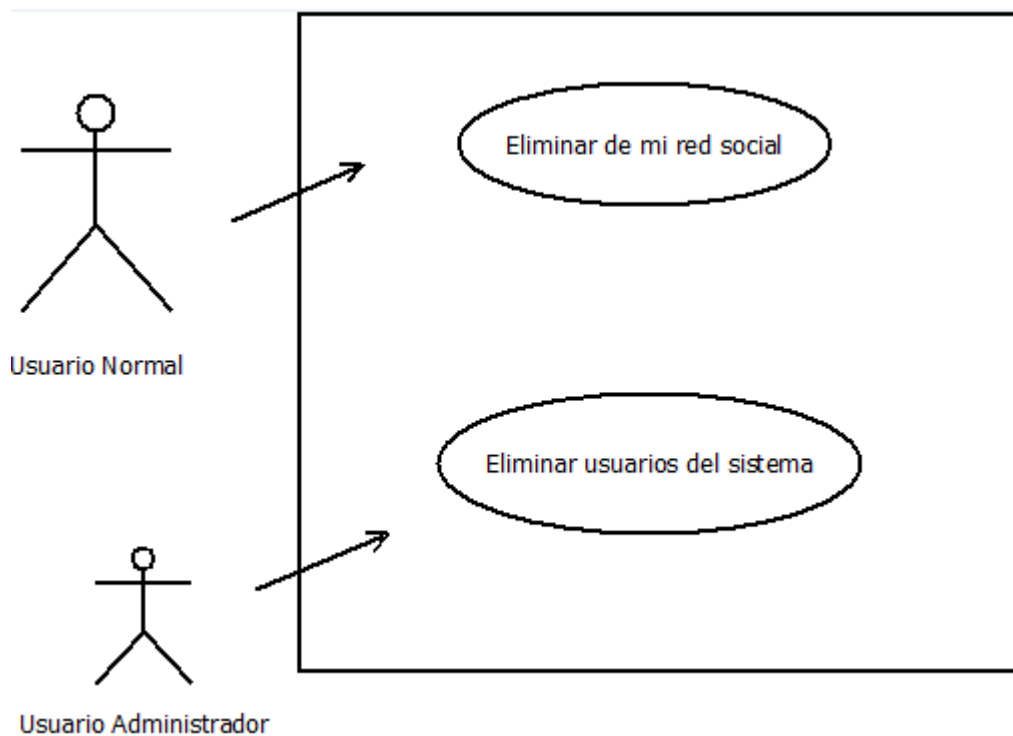 Eliminar de mi red social
Usuario Normal
Eliminar usuarios del sistema
Usuario Administrador